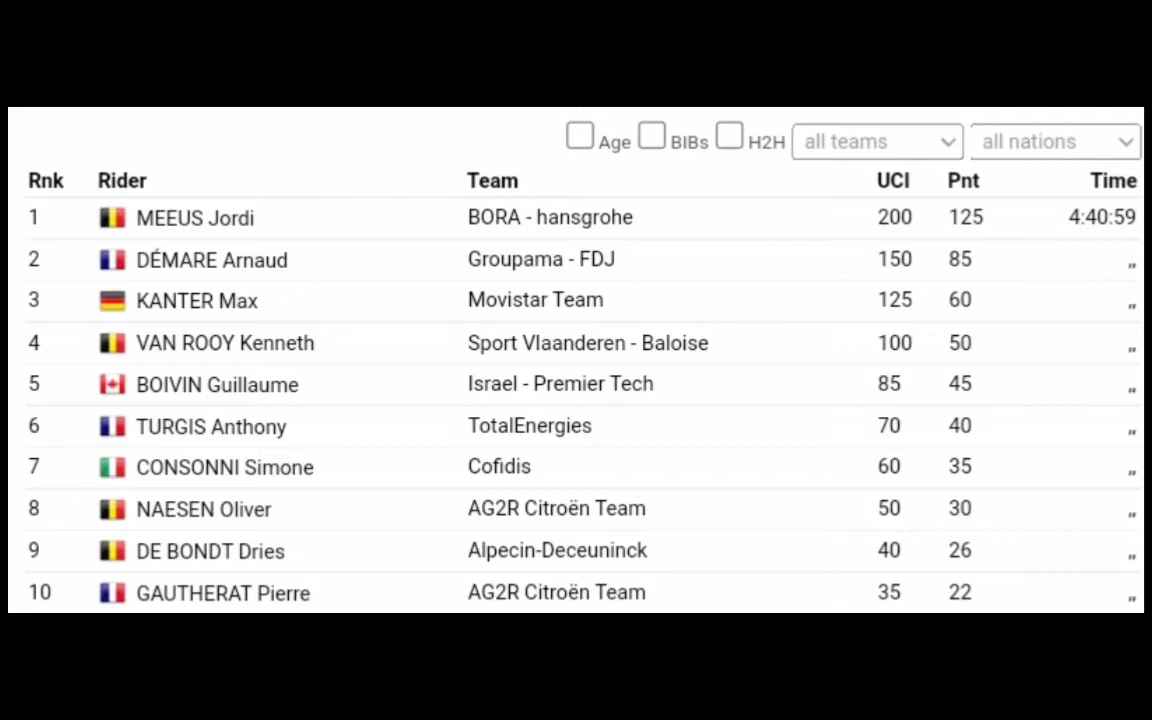 Age BIBs H2H all teams all nations
Rnk Rider Team UCI Pnt Time
1 MEEUS Jordi BORA - hansgrohe 200 125 4:40:59
2 DÉMARE Arnaud Groupama - FDJ 150 85 ,,
3 KANTER Max Movistar Team 125 60 ,,
4 VAN ROOY Kenneth Sport Vlaanderen - Baloise 100 50 ,,
5 BOIVIN Guillaume Israel - Premier Tech 85 45 ,,
6 TURGIS Anthony TotalEnergies 70 40 ,,
7 CONSONNI Simone Cofidis 60 35 ,,
8 NAESEN Oliver AG2R Citroën Team 50 30 ,,
9 DE BONDT Dries Alpecin-Deceuninck 40 26 ,,
10 GAUTHERAT Pierre AG2R Citroën Team 35 22 ,,